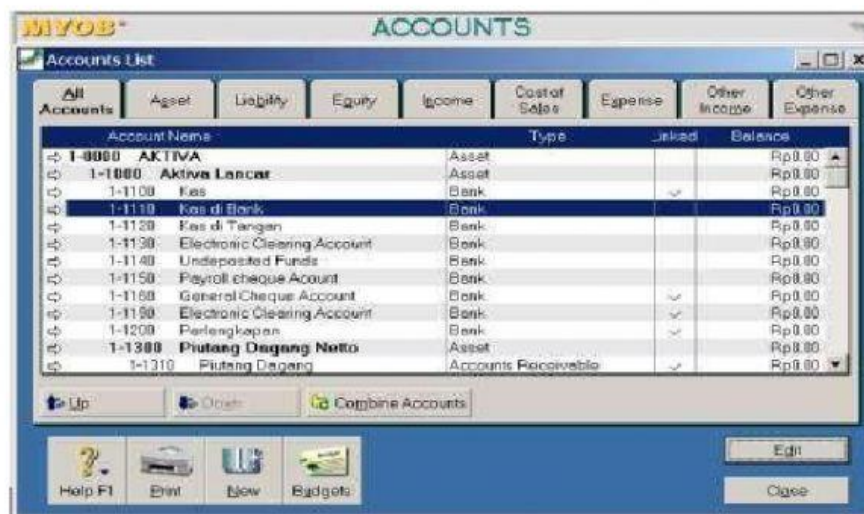 MYOB ACCOUNTS
Accounts List
All Accounts Asset Liability Equity Income Cost of Sales Expense Other Income Other Expense
Account Name Type Linked Balance
1-0000 AKTIVA Asset Rp0.00
1-1000 Aktiva Lancar Asset Rp0.00
1-1100 Kas Bank Rp0.00
1-1110 Kas di Bank Bank Rp0.00
1-1120 Kas di Tangan Bank Rp0.00
1-1130 Electronic Clearing Account Bank Rp0.00
1-1140 Undeposited Funds Bank Rp0.00
1-1150 Payroll cheque Acount Bank Rp0.00
1-1160 General Cheque Account Bank Rp0.00
1-1190 Electronic Clearing Account Bank Rp0.00
1-1200 Perlengkapan Bank Rp0.00
1-1300 Piutang Dagang Netto Asset Rp0.00
1-1310 Piutang Dagang Accounts Receivable Rp0.00
Up Down Combine Accounts
Edit
Help F1 Print New Budgets
Close